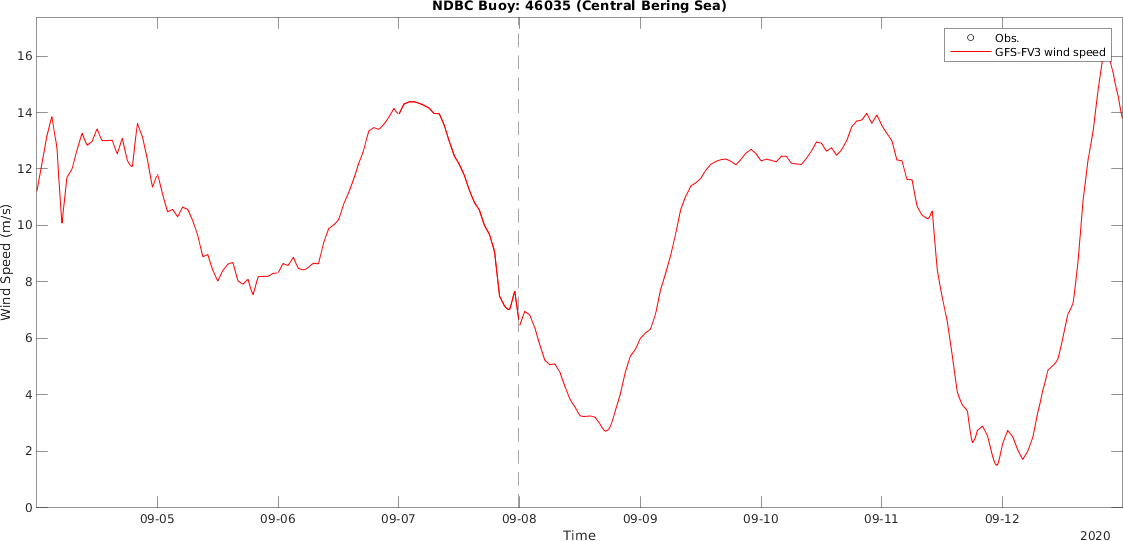 NDBC Buoy: 46035 (Central Bering Sea)
Obs.
GFS-FV3 wind speed
16
14
12
10
8
6
4
2
0
Wind Speed (m/s)
09-05 09-06 09-07 09-08 09-09 09-10 09-11 09-12
Time
2020